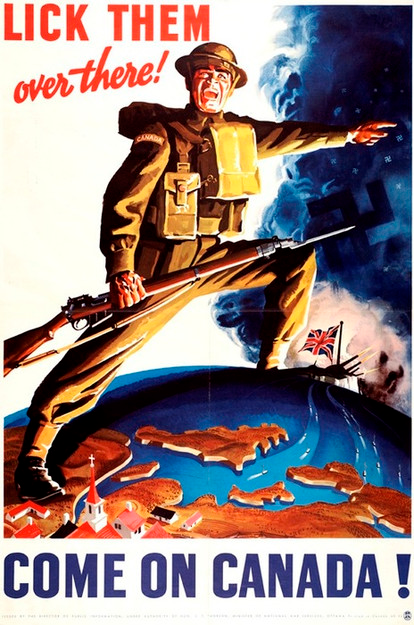 LICK THEM
over there!
CANADA
COME ON CANADA !